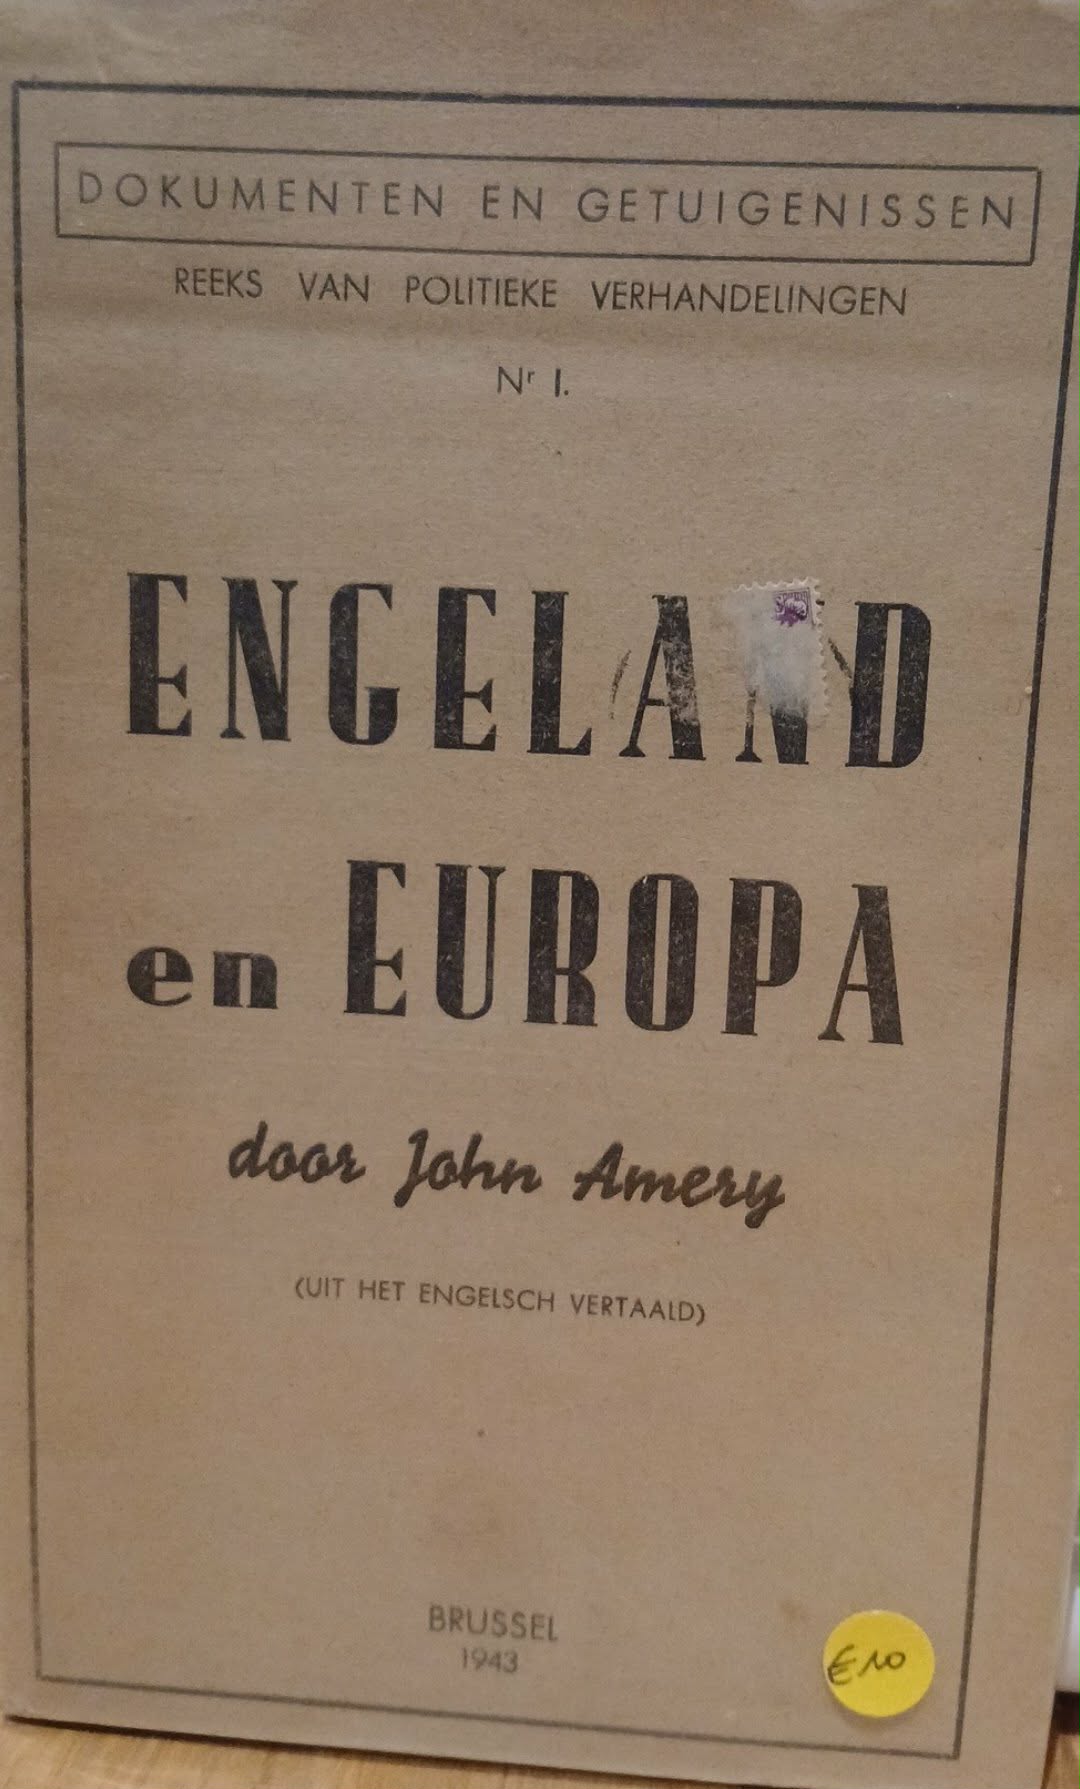 DOKUMENTEN EN GETUIGENISSEN
REEKS VAN POLITIEKE VERHANDELINGEN
Nr I.
ENGELAND
en EUROPA
door John Amery
(UIT HET ENGELSCH VERTAALD)
BRUSSEL
1943
€10